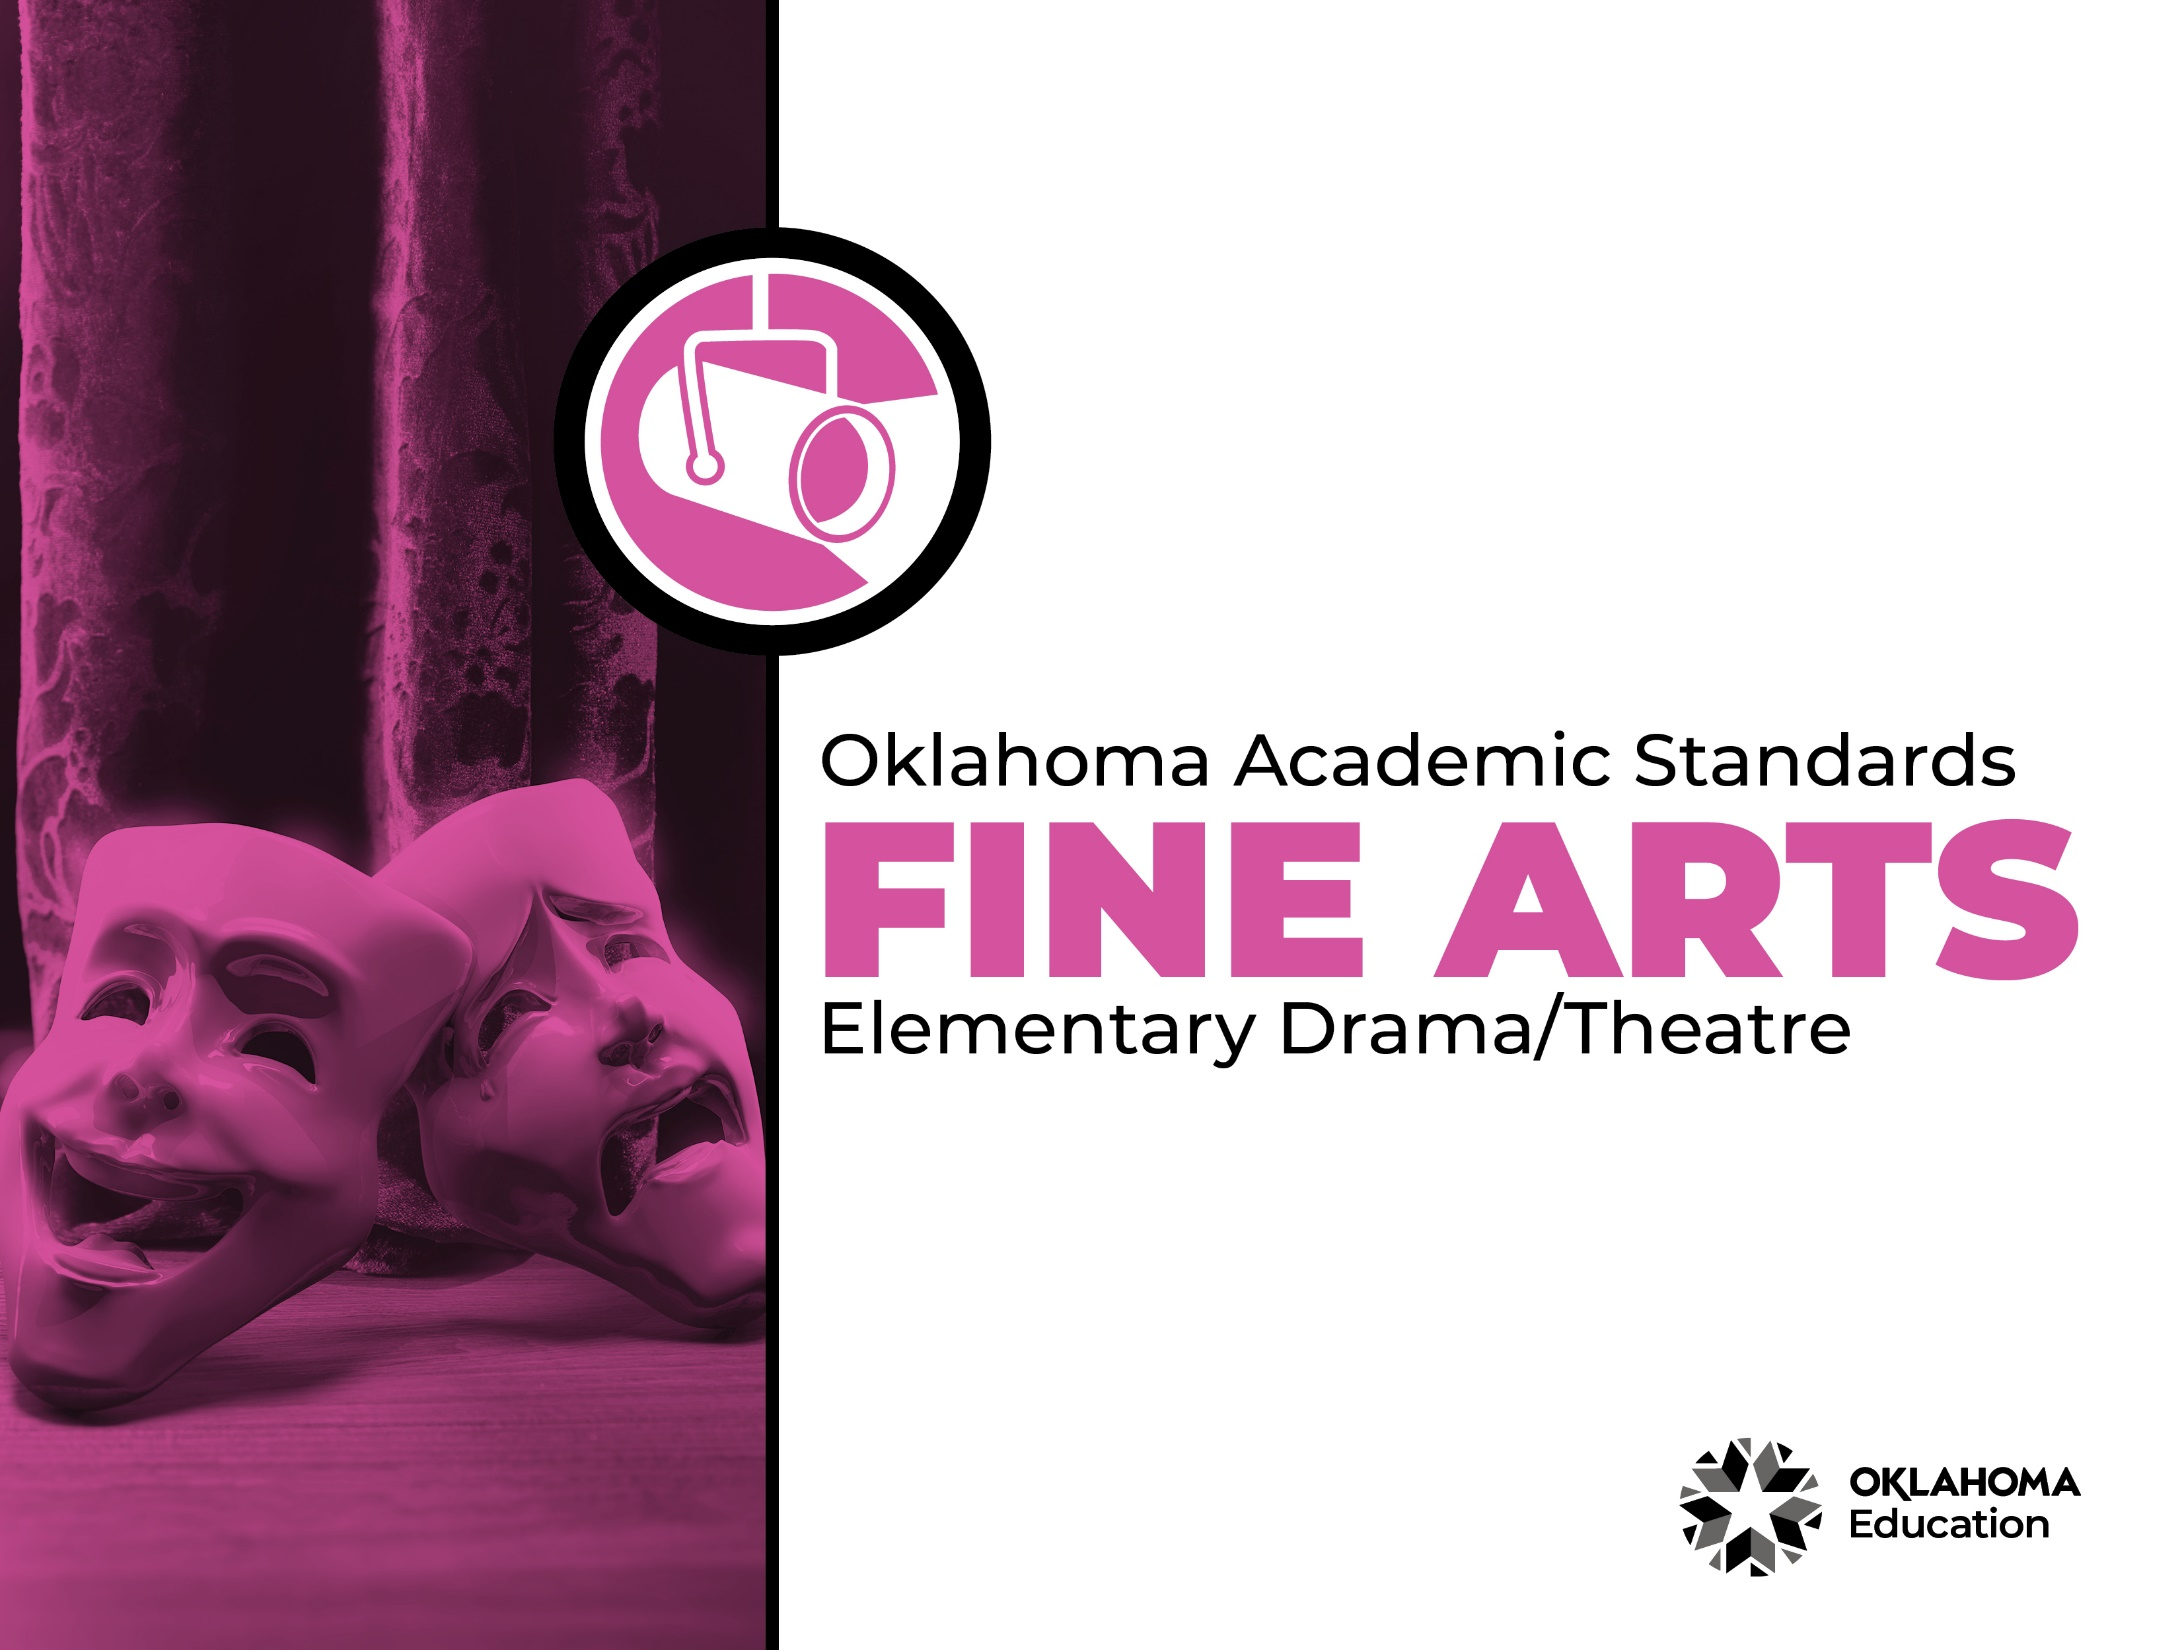 Oklahoma Academic Standards
FINE ARTS
Elementary Drama/Theatre
OKLAHOMA
Education